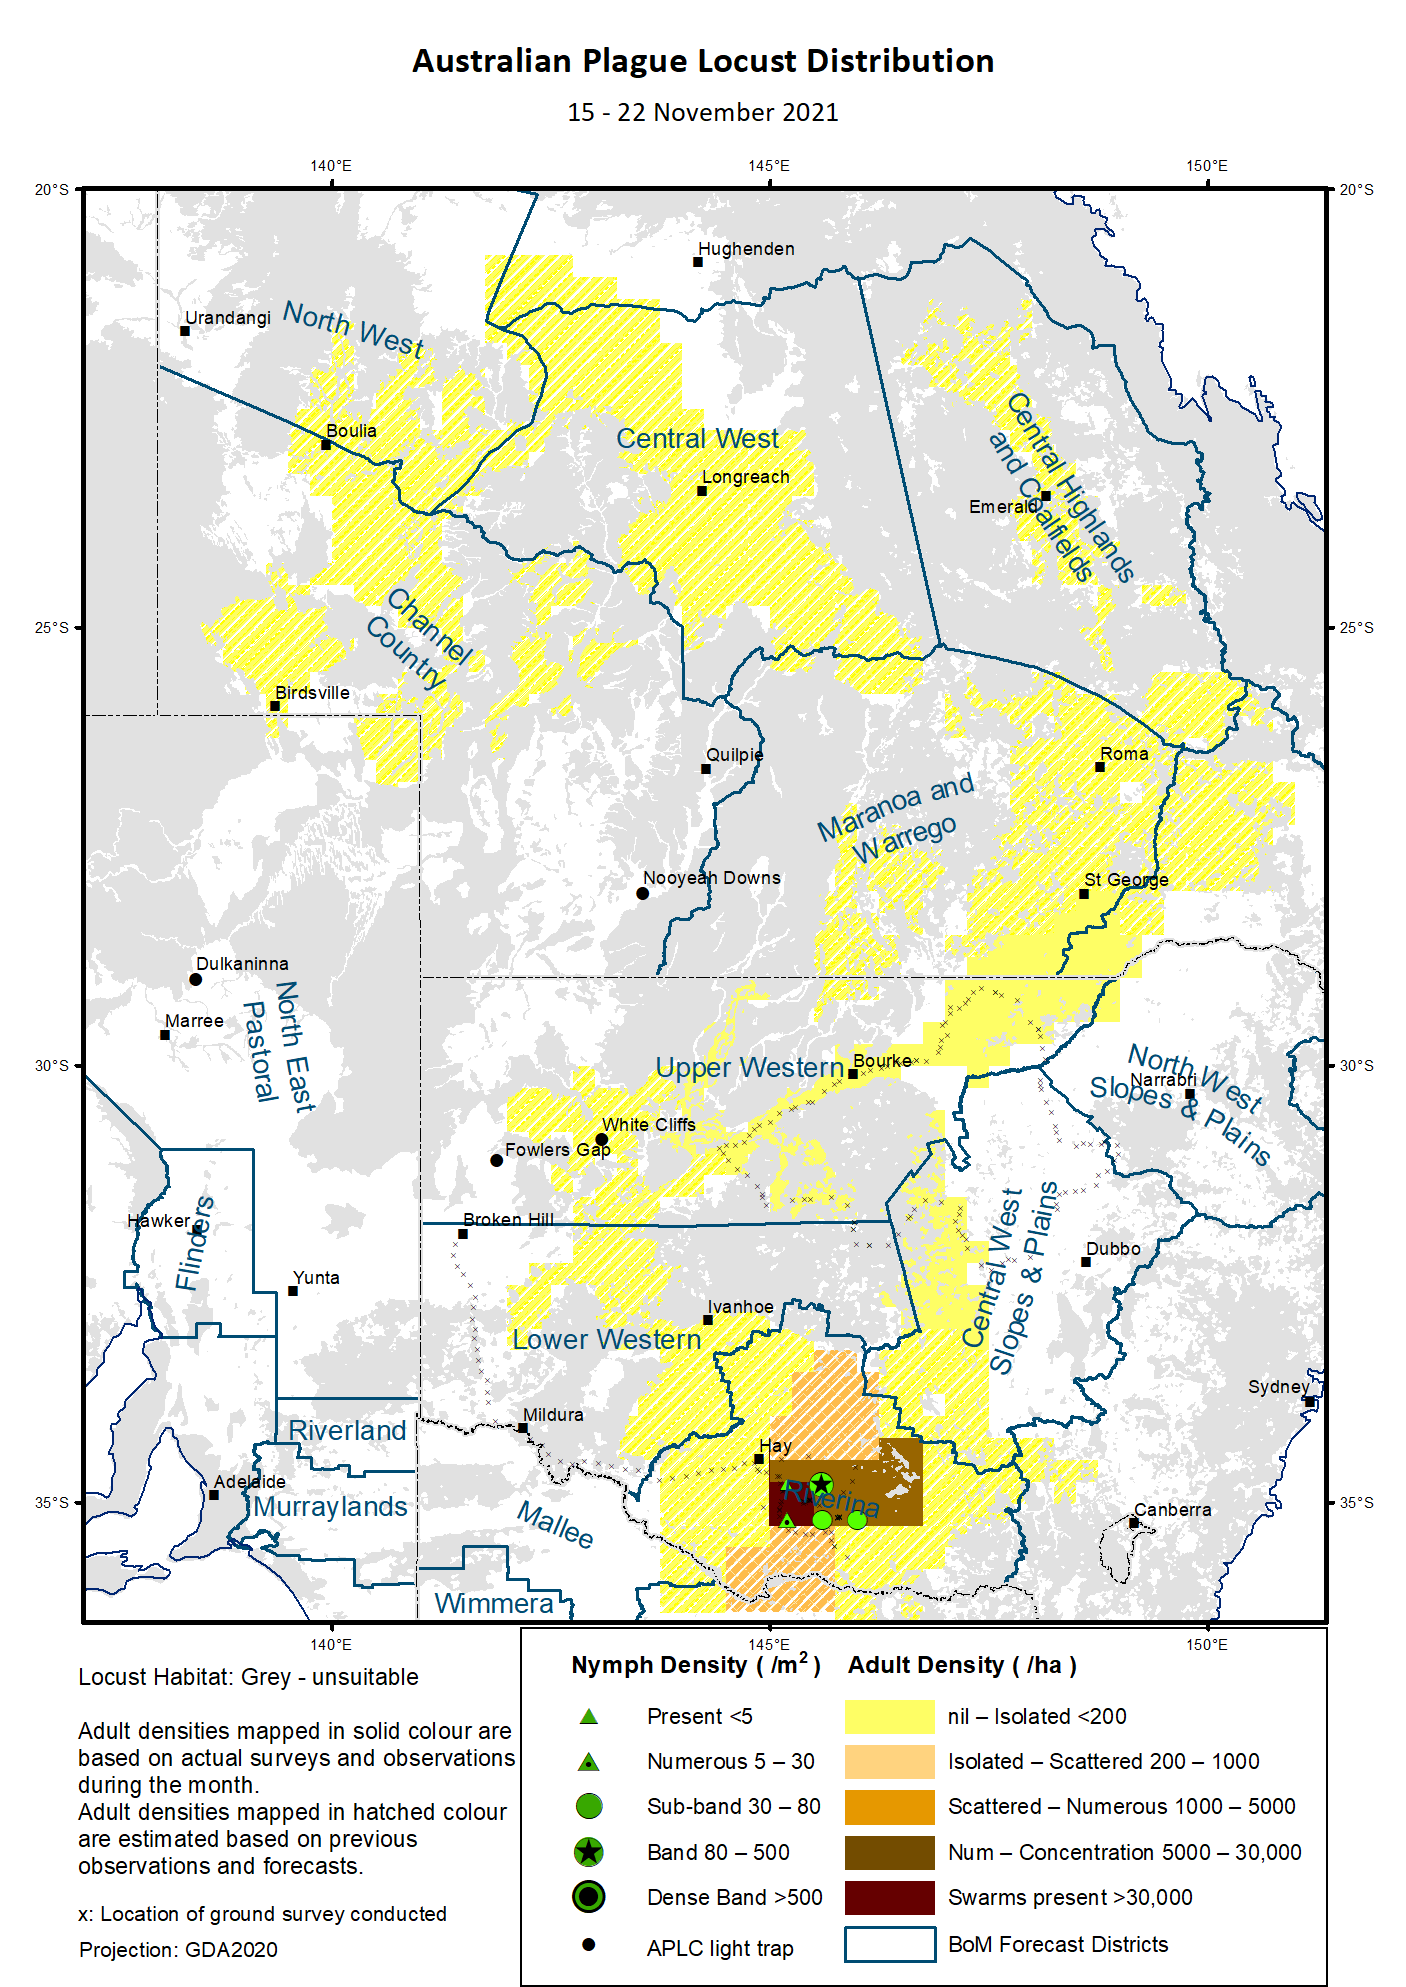 Australian Plague Locust Distribution
15 - 22 November 2021
140°E
145°E
150°E
20°S
20°S
Hughenden
Urandangi
North West
Boulia
Central West
Longreach
Central Highlands
and Coalfields
Emerald
25°S
25°S
Channel
Country
Birdsville
Quilpie
Roma
Maranoa and
Warrego
Nooyeah Downs
St George
Dulkaninna
Marree
North East
Pastoral
30°S
30°S
Upper Western
Bourke
North West
Slopes & Plains
Narrabri
White Cliffs
Fowlers Gap
Hawker
Flinders
Broken Hill
Central West
Slopes & Plains
Dubbo
Yunta
Ivanhoe
Lower Western
Sydney
Mildura
Riverland
Hay
Adelaide
Murraylands
Riverina
35°S
35°S
Mallee
Canberra
Wimmera
140°E
145°E
150°E
Locust Habitat: Grey - unsuitable
Adult densities mapped in solid colour are
based on actual surveys and observations
during the month.
Adult densities mapped in hatched colour
are estimated based on previous
observations and forecasts.
x: Location of ground survey conducted
Projection: GDA2020
Nymph Density ( /m² )
Present <5
Numerous 5 – 30
Sub-band 30 – 80
Band 80 – 500
Dense Band >500
APLC light trap
Adult Density ( /ha )
nil – Isolated <200
Isolated – Scattered 200 – 1000
Scattered – Numerous 1000 – 5000
Num – Concentration 5000 – 30,000
Swarms present >30,000
BoM Forecast Districts